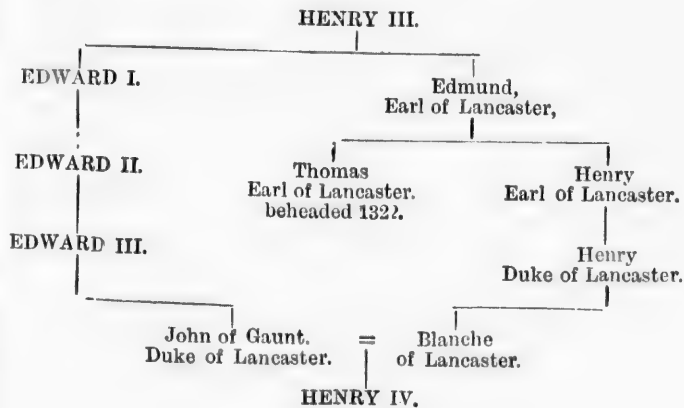 HENRY III.
EDWARD I.
Edmund,
Earl of Lancaster,
EDWARD II.
Thomas
Earl of Lancaster.
beheaded 1322.
Henry
Earl of Lancaster.
EDWARD III.
Henry
Duke of Lancaster.
John of Gaunt.
Duke of Lancaster.
=
Blanche
of Lancaster.
HENRY IV.